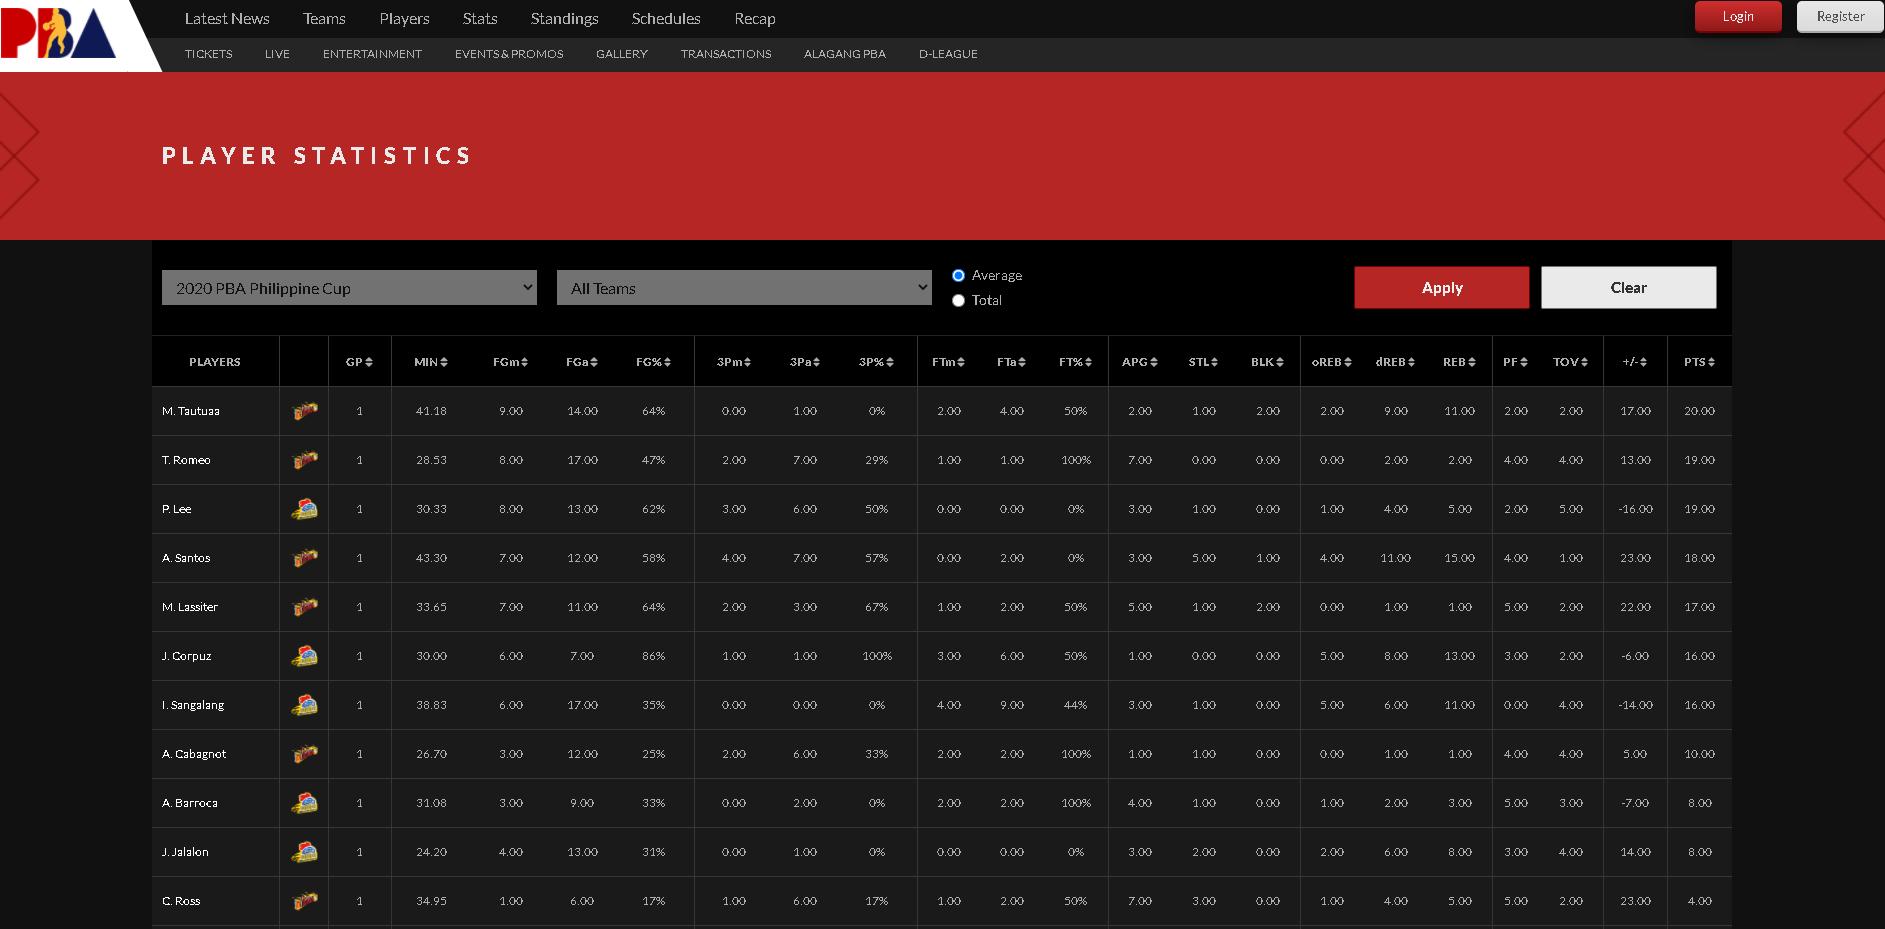 PBA
Latest News Teams Players Stats Standings Schedules Recap
Login Register
TICKETS LIVE ENTERTAINMENT EVENTS & PROMOS GALLERY TRANSACTIONS ALAGANG PBA D-LEAGUE
PLAYER STATISTICS
2020 PBA Philippine Cup All Teams Average Apply Clear
Total
PLAYERS GP MIN FGm FGa FG% 3Pm 3Pa 3P% FTm FTa FT% APG STL BLK oREB dREB REB PF TOV +/- PTS
M. Tautuaa 1 41.18 9.00 14.00 64% 0.00 1.00 0% 2.00 4.00 50% 2.00 1.00 2.00 2.00 9.00 11.00 2.00 2.00 17.00 20.00
T. Romeo 1 28.53 8.00 17.00 47% 2.00 7.00 29% 1.00 1.00 100% 7.00 0.00 0.00 0.00 2.00 2.00 4.00 4.00 13.00 19.00
P. Lee 1 30.33 8.00 13.00 62% 3.00 6.00 50% 0.00 0.00 0% 3.00 1.00 0.00 1.00 4.00 5.00 2.00 5.00 -16.00 19.00
A. Santos 1 43.30 7.00 12.00 58% 4.00 7.00 57% 0.00 2.00 0% 3.00 5.00 1.00 4.00 11.00 15.00 4.00 1.00 23.00 18.00
M. Lassiter 1 33.65 7.00 11.00 64% 2.00 3.00 67% 1.00 2.00 50% 5.00 1.00 2.00 0.00 1.00 1.00 5.00 2.00 22.00 17.00
J. Corpuz 1 30.00 6.00 7.00 86% 1.00 1.00 100% 3.00 6.00 50% 1.00 0.00 0.00 5.00 8.00 13.00 3.00 2.00 -6.00 16.00
I. Sangalang 1 38.83 6.00 17.00 35% 0.00 0.00 0% 4.00 9.00 44% 3.00 1.00 0.00 5.00 6.00 11.00 0.00 4.00 -14.00 16.00
A. Cabagnot 1 26.70 3.00 12.00 25% 2.00 6.00 33% 2.00 2.00 100% 1.00 1.00 0.00 0.00 1.00 1.00 4.00 4.00 5.00 10.00
A. Barroca 1 31.08 3.00 9.00 33% 0.00 2.00 0% 2.00 2.00 100% 4.00 1.00 0.00 1.00 2.00 3.00 5.00 3.00 -7.00 8.00
J. Jalalon 1 24.20 4.00 13.00 31% 0.00 1.00 0% 0.00 0.00 0% 3.00 2.00 0.00 2.00 6.00 8.00 3.00 4.00 14.00 8.00
C. Ross 1 34.95 1.00 6.00 17% 1.00 6.00 17% 1.00 2.00 50% 7.00 3.00 0.00 1.00 4.00 5.00 5.00 2.00 23.00 4.00